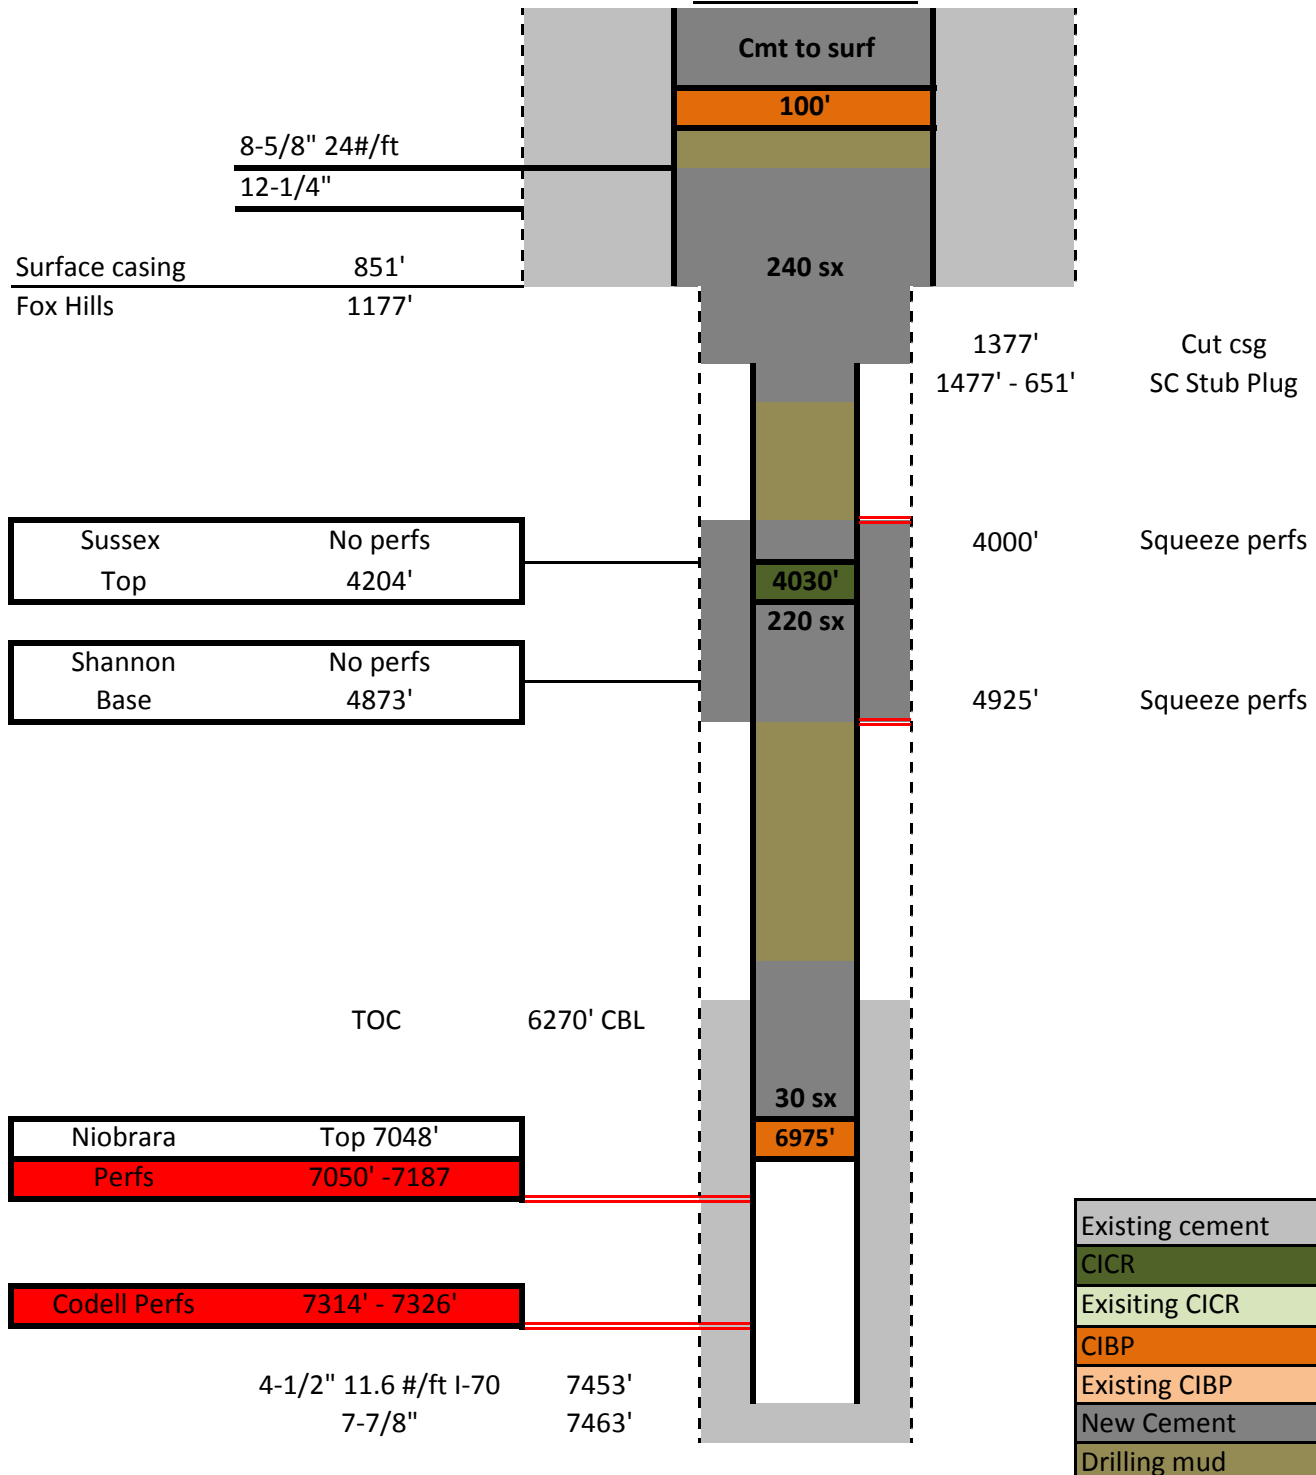 Cmt to surf
100'
8-5/8" 24#/ft
12-1/4"
Surface casing 851' 240 sx
Fox Hills 1177'
1377' Cut csg
1477' - 651' SC Stub Plug
Sussex No perfs 4000' Squeeze perfs
Top 4204' 4030'
220 sx
Shannon No perfs
Base 4873' 4925' Squeeze perfs
TOC 6270' CBL
30 sx
Niobrara Top 7048' 6975'
Perfs 7050' -7187
Existing cement
CICR
Codell Perfs 7314' - 7326' Exisiting CICR
CIBP
4-1/2" 11.6 #/ft I-70 7453' Existing CIBP
7-7/8" 7463' New Cement
Drilling mud